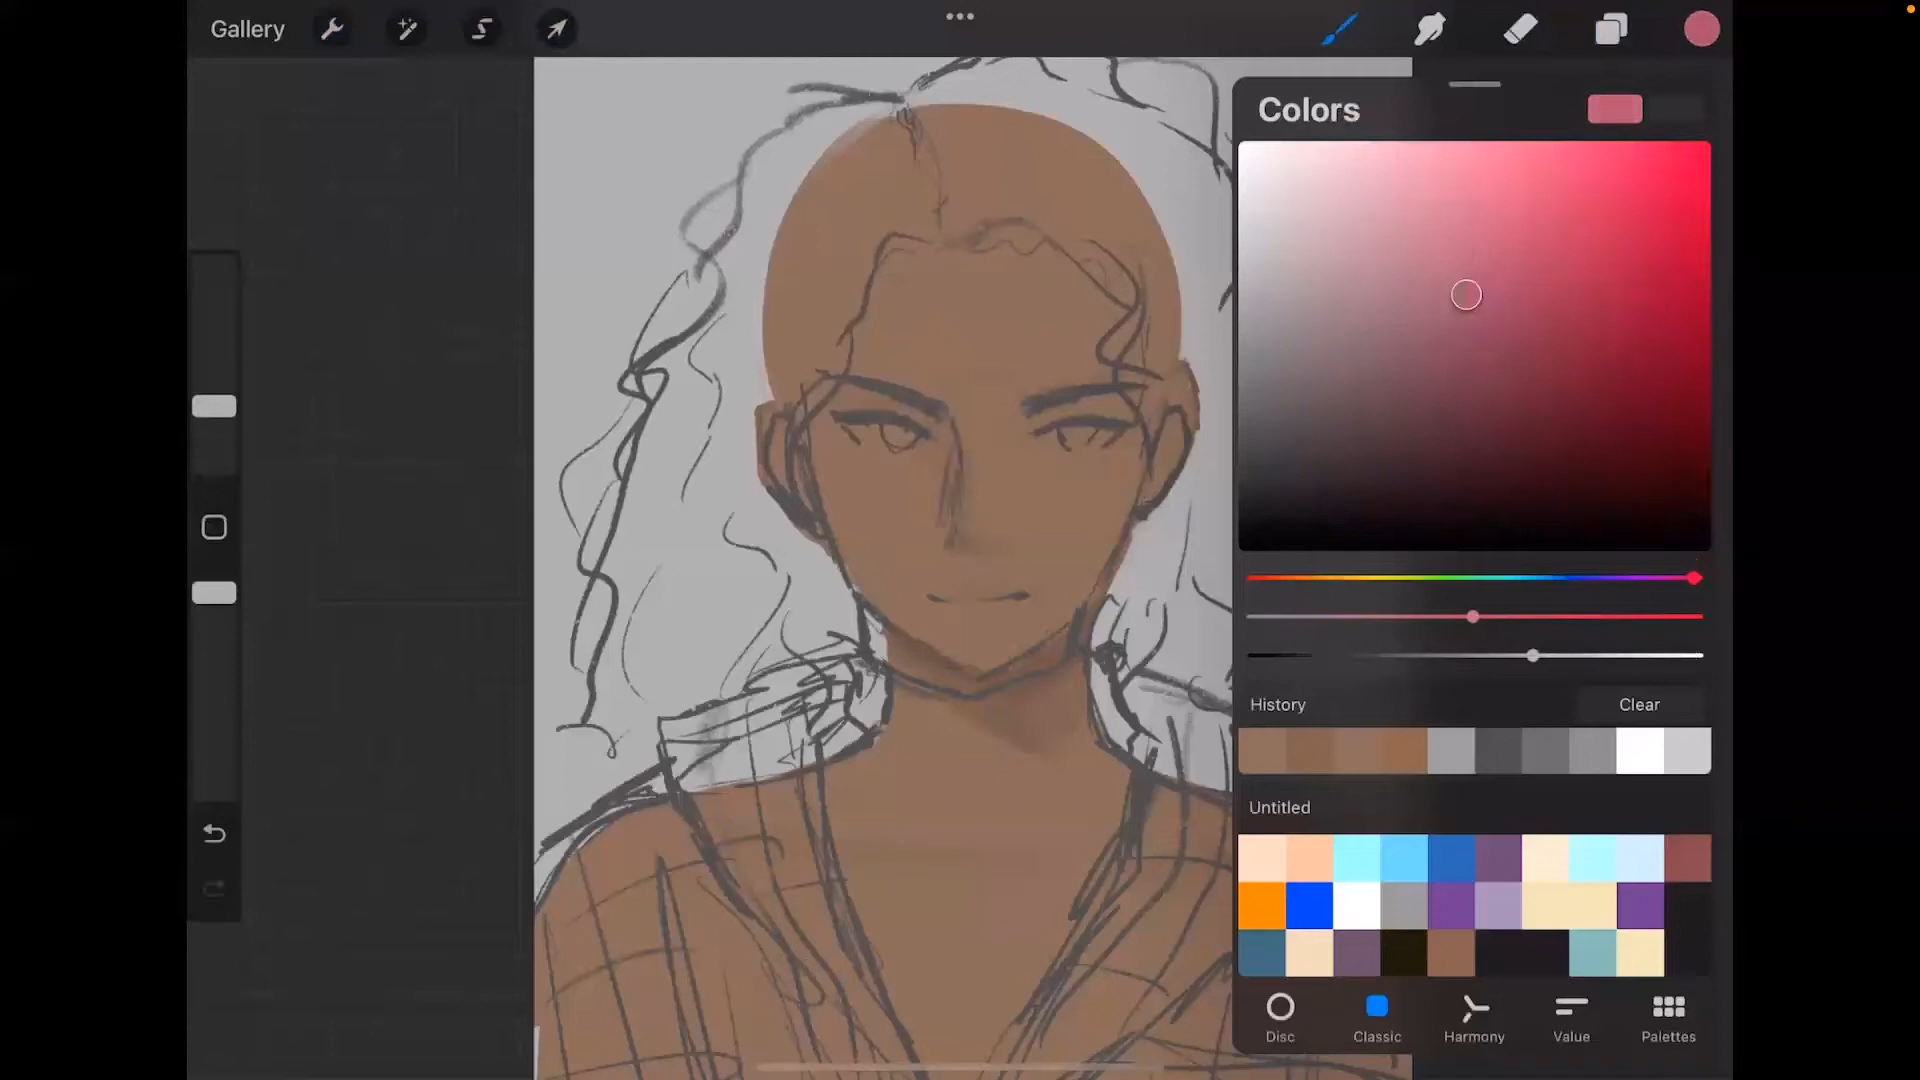 Gallery
Colors
History
Clear
Untitled
Disc
Classic
Harmony
Value
Palettes